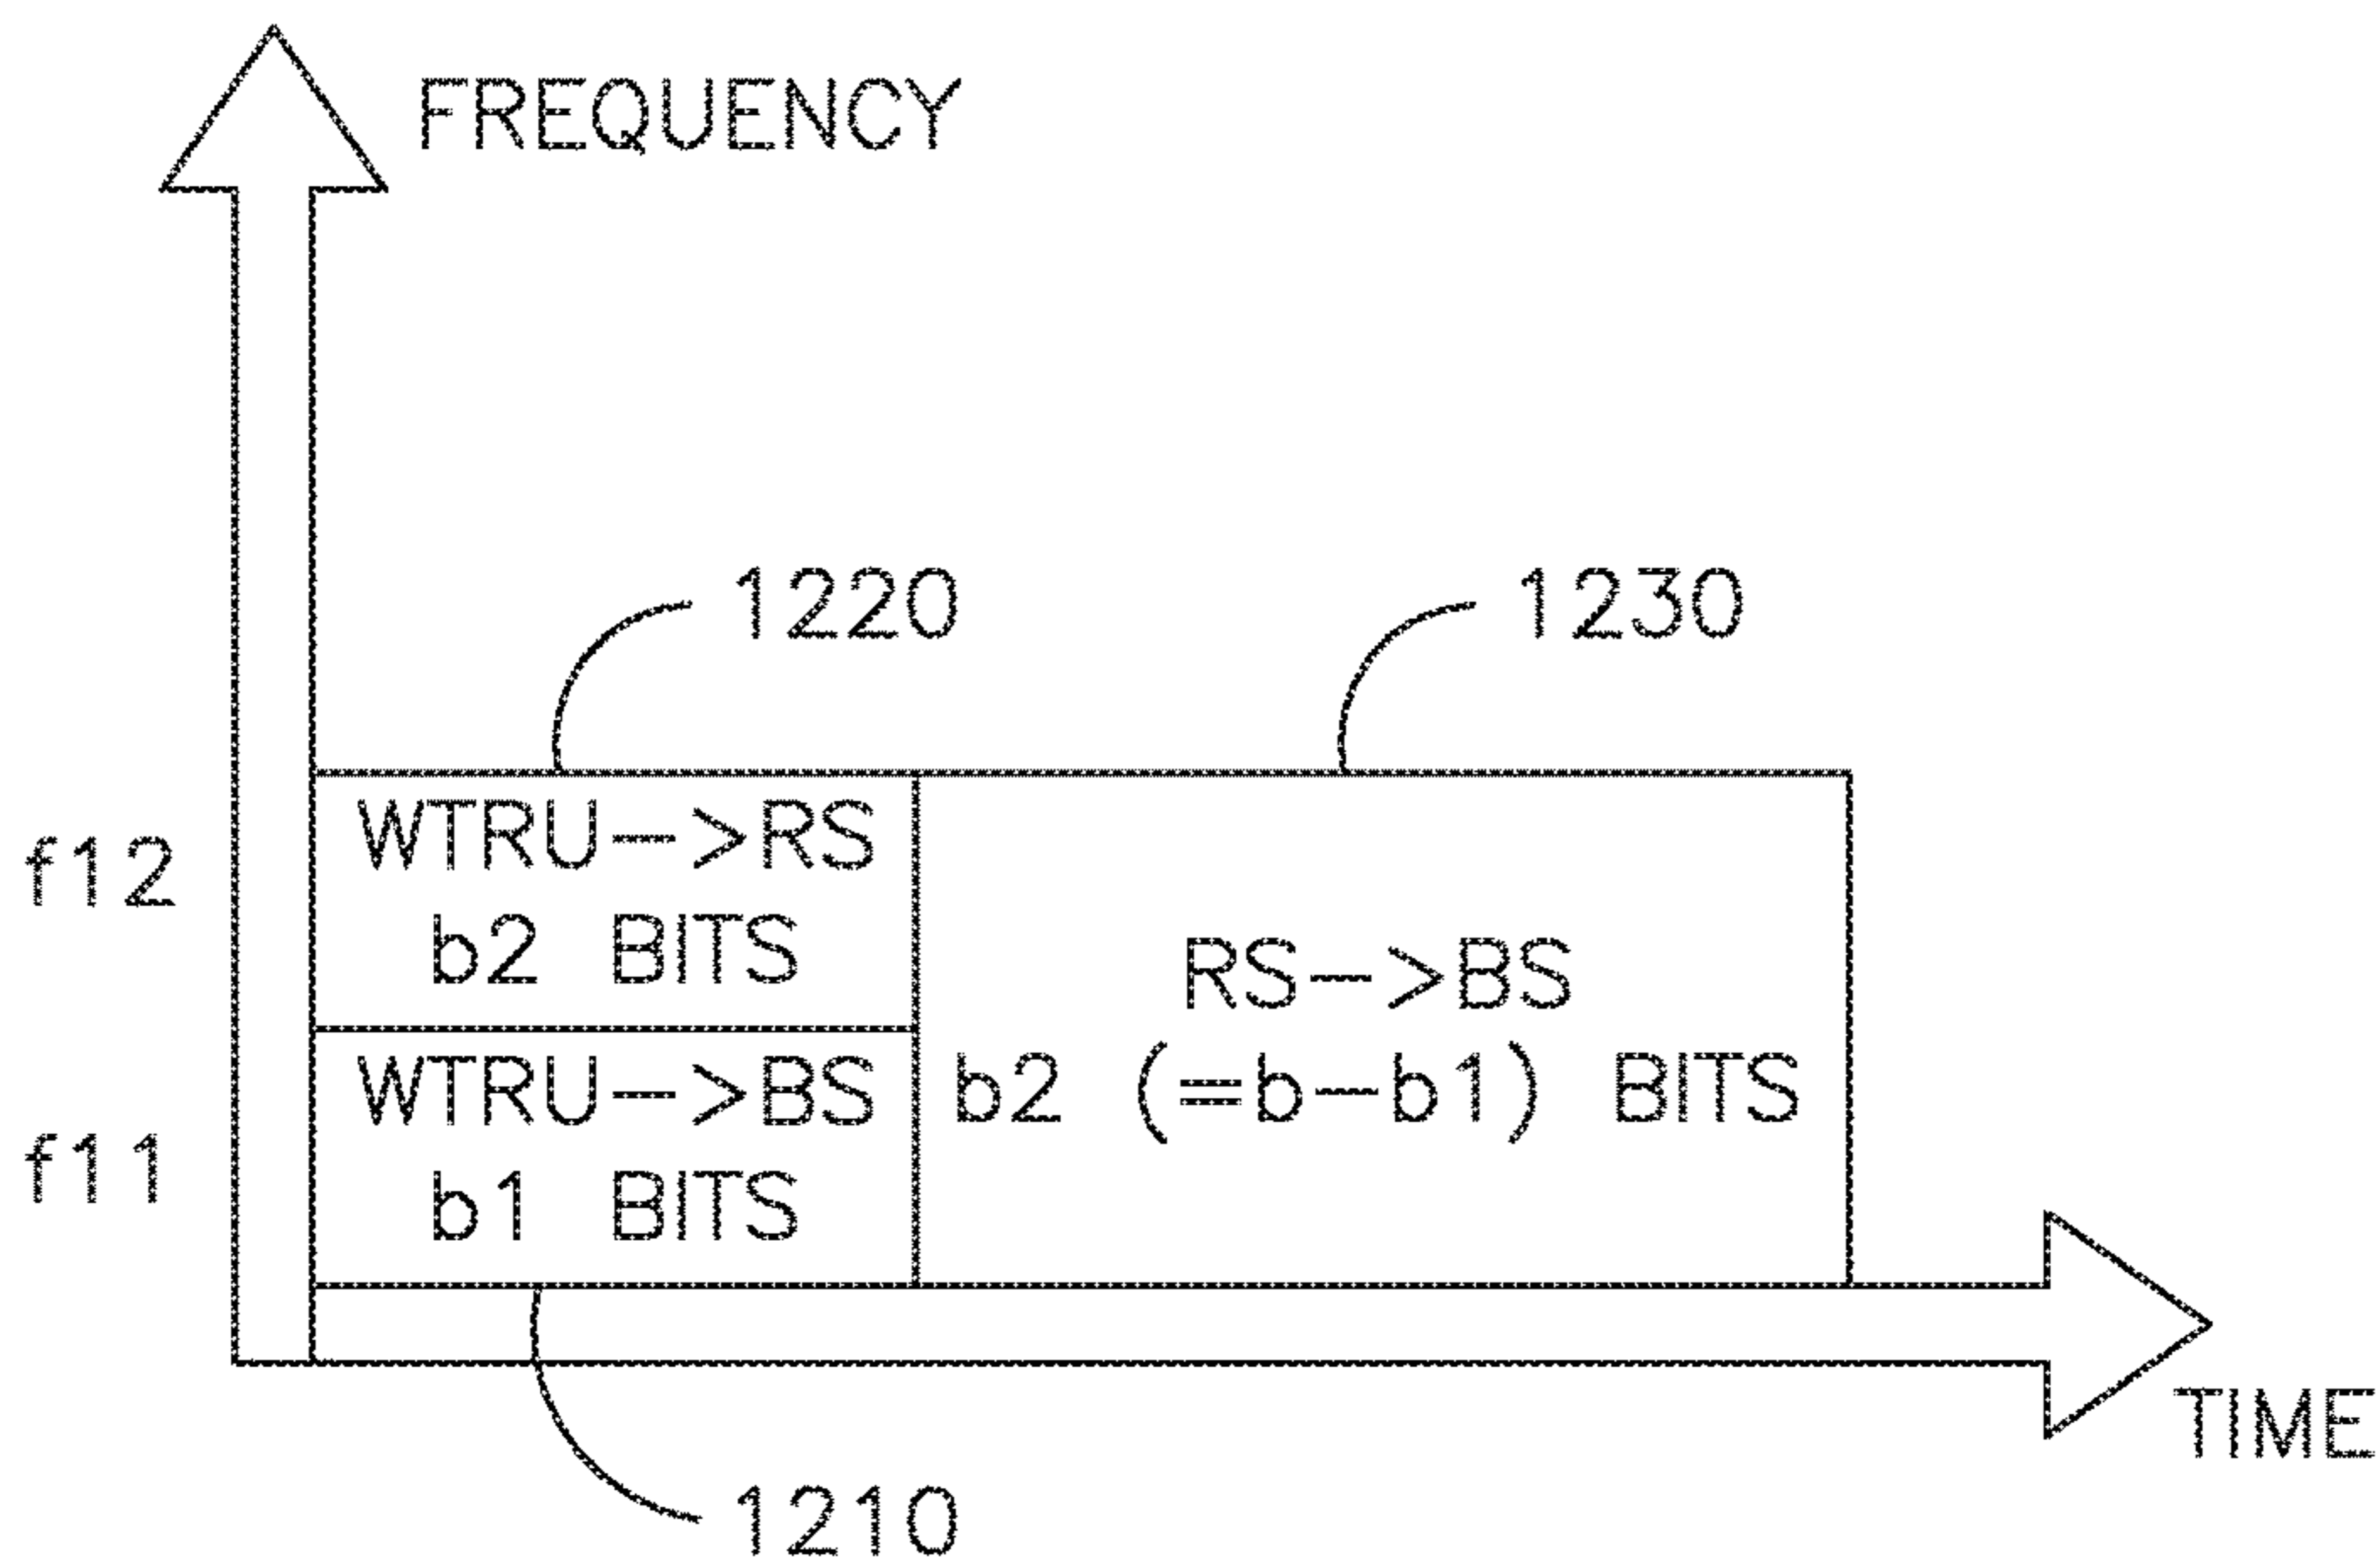 FREQUENCY
1220
1230
f12
WTRU->RS
b2 BITS
RS->BS
b2 (=b-b1) BITS
f11
WTRU->BS
b1 BITS
TIME
1210